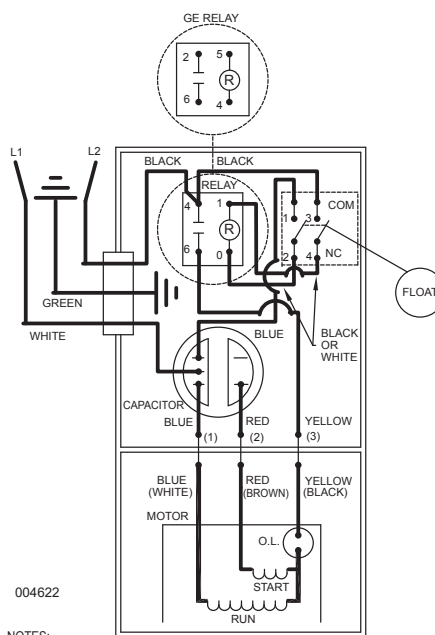 GE RELAY
2 5
R
6 4
L1 L2
BLACK BLACK
RELAY
4 1
R
6 0
COM
1 3
2 4
NC
FLOAT
GREEN
WHITE
BLUE
BLACK
OR
WHITE
CAPACITOR
BLUE RED YELLOW
(1) (2) (3)
BLUE RED YELLOW
(WHITE) (BROWN) (BLACK)
MOTOR
O.L.
START
RUN
004622
NOTES: